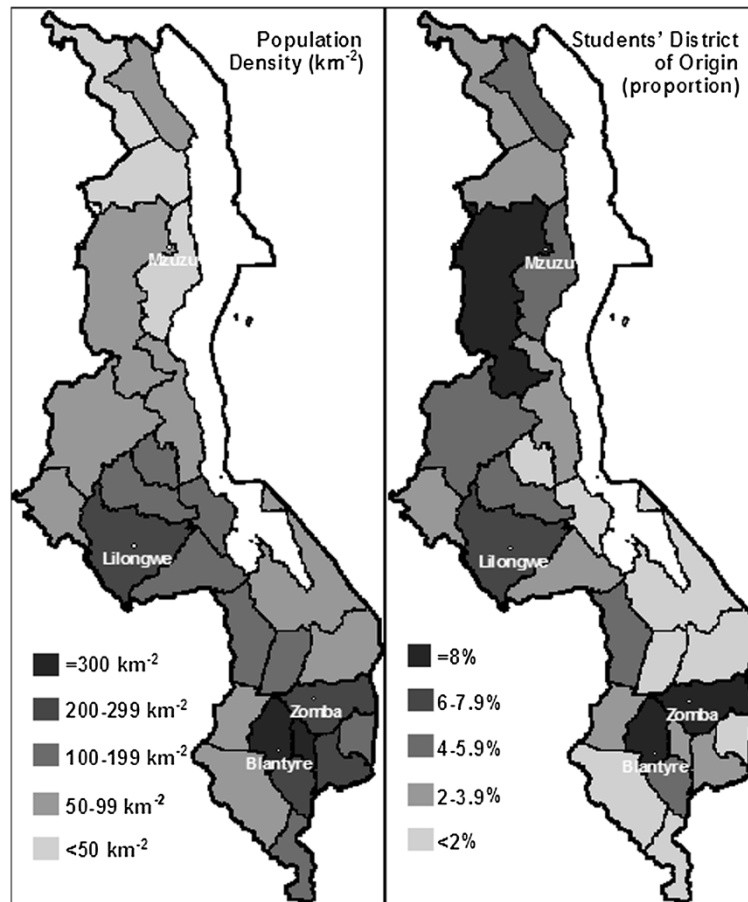 Population
Density (km-2)
Mzuzu
Lilongwe
Zomba
Blantyre
=300 km-2
200-299 km-2
100-199 km-2
50-99 km-2
<50 km-2
Students’ District
of Origin
(proportion)
Mzuzu
Lilongwe
Zomba
Blantyre
=8%
6-7.9%
4-5.9%
2-3.9%
<2%